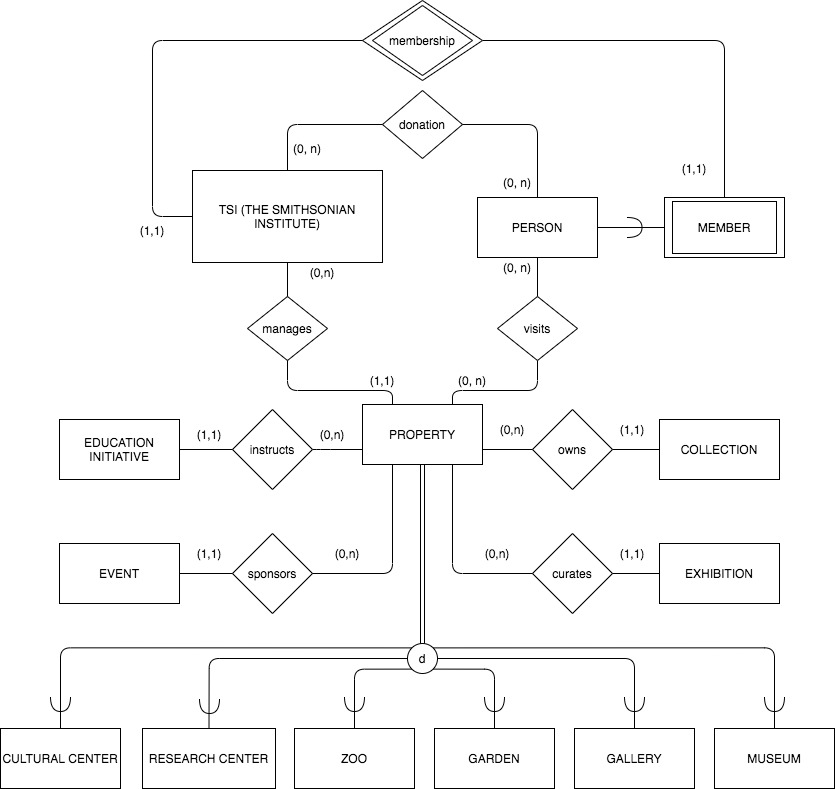 membership
donation
(0, n)
(1,1)
TSI (THE SMITHSONIAN
INSTITUTE)
(0, n)
PERSON
MEMBER
(1,1)
(0,n)
(0, n)
manages
visits
(1,1)
(0, n)
EDUCATION
INITIATIVE
(1,1)
instructs
(0,n)
PROPERTY
(0,n)
owns
(1,1)
COLLECTION
EVENT
(1,1)
sponsors
(0,n)
(0,n)
curates
(1,1)
EXHIBITION
d
CULTURAL CENTER
RESEARCH CENTER
ZOO
GARDEN
GALLERY
MUSEUM